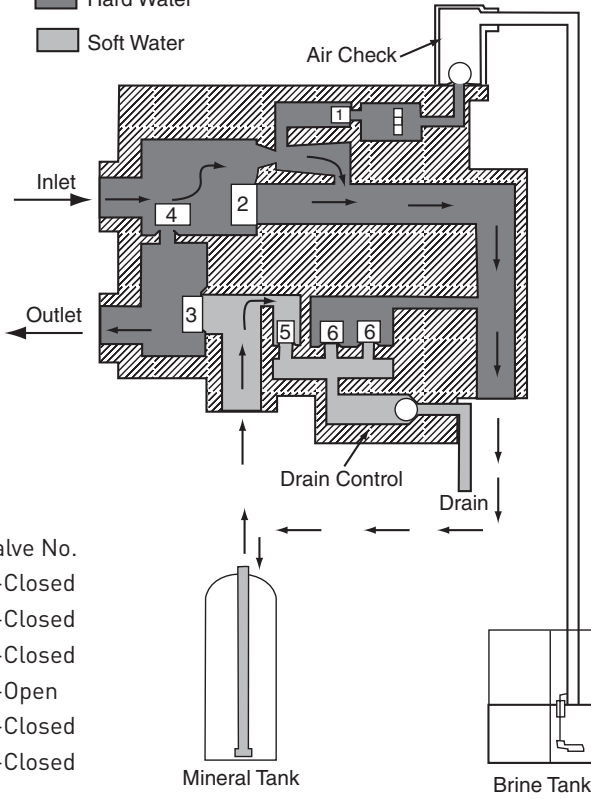 Hard Water
Soft Water
Air Check
1
Inlet
4
2
Outlet
3
5
6
6
Drain Control
Drain
No.
-Closed
-Closed
-Closed
-Open
-Closed
-Closed
Mineral Tank
Brine Tank